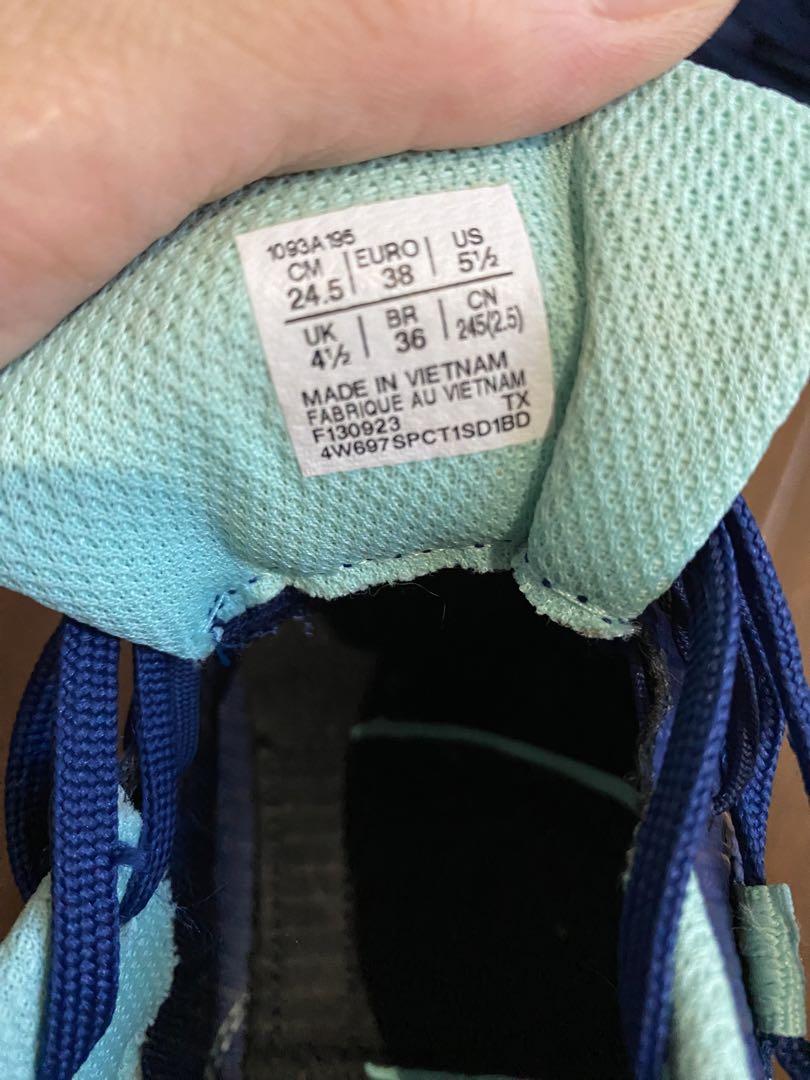 1093A195
CM | EURO | US
24.5 | 38 | 5½
UK | BR | CN
4½ | 36 | 245(2.5)
MADE IN VIETNAM
FABRIQUE AU VIETNAM
F130923 TX
4W697SPCT1SD1BD